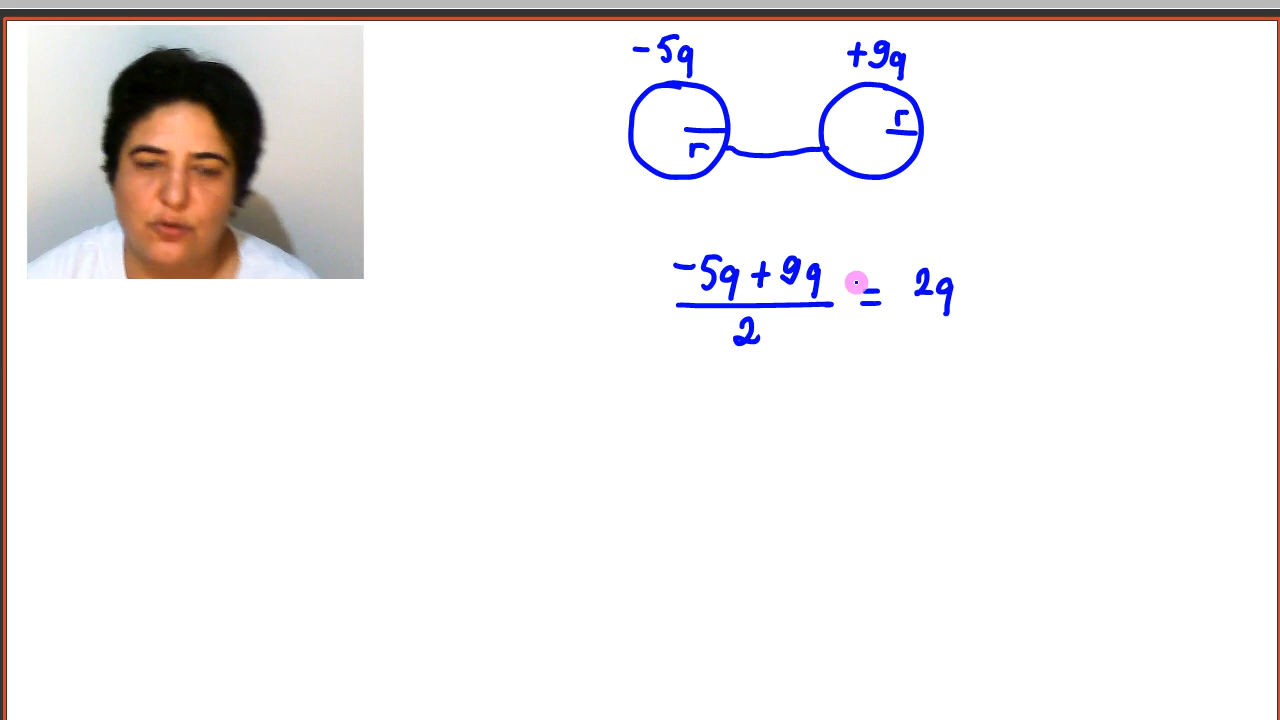 -5q +9q
r r
-5q + 9q
2
= 2q